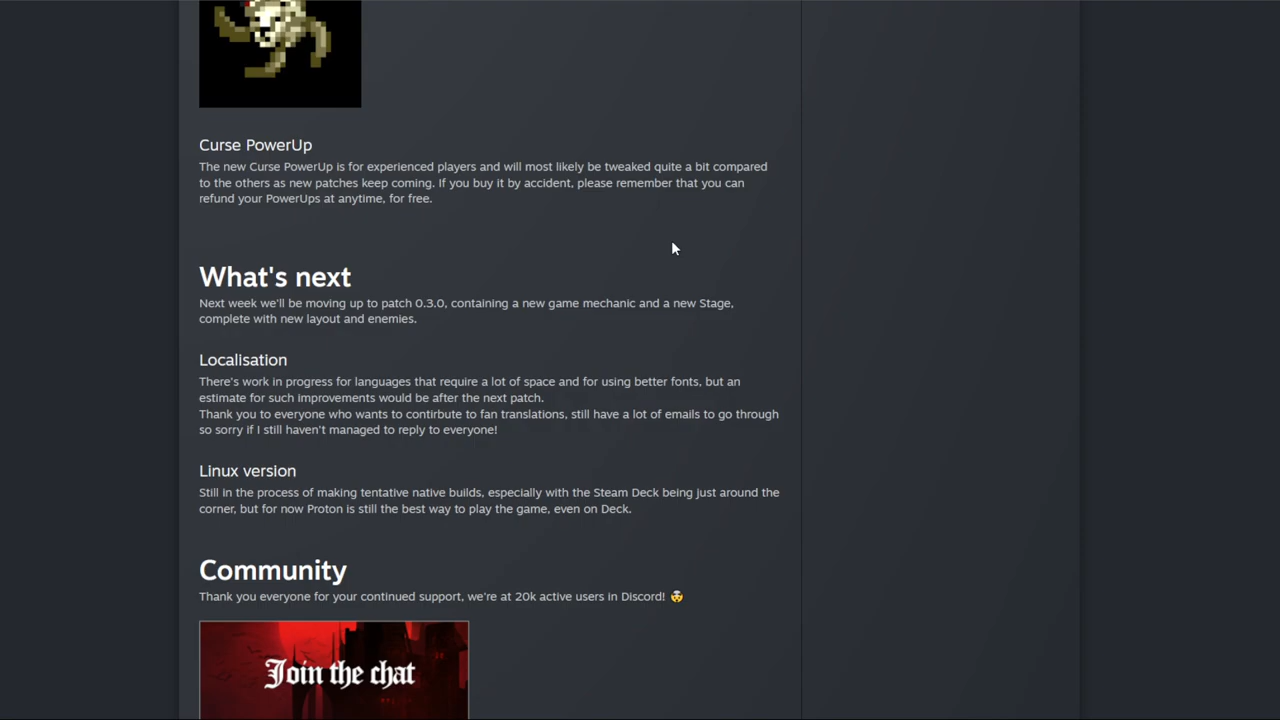 Curse PowerUp
The new Curse PowerUp is for experienced players and will most likely be tweaked quite a bit compared
to the others as new patches keep coming. If you buy it by accident, please remember that you can
refund your PowerUps at anytime, for free.
What's next
Next week we'll be moving up to patch 0.3.0, containing a new game mechanic and a new Stage,
complete with new layout and enemies.
Localisation
There's work in progress for languages that require a lot of space and for using better fonts, but an
estimate for such improvements would be after the next patch.
Thank you to everyone who wants to contirbute to fan translations, still have a lot of emails to go through
so sorry if I still haven't managed to reply to everyone!
Linux version
Still in the process of making tentative native builds, especially with the Steam Deck being just around the
corner, but for now Proton is still the best way to play the game, even on Deck.
Community
Thank you everyone for your continued support, we're at 20k active users in Discord! 🤯
Join the chat